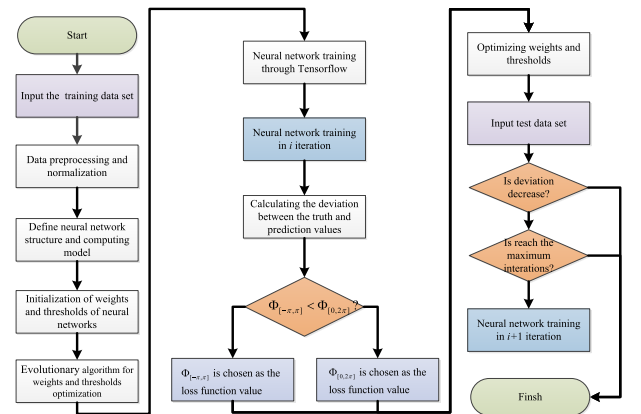 Start
Input the training data set
Data preprocessing and
normalization
Define neural network
structure and computing
model
Initialization of weights
and thresholds of neural
networks
Evolutionary algorithm for
weights and thresholds
optimization
Neural network training
through Tensorflow
Neural network training
in i iteration
Calculating the deviation
between the truth and
prediction values
Φ[−π,π] < Φ[0,2π] ?
Φ[−π,π] is chosen as the
loss function value
Φ[0,2π] is chosen as the
loss function value
Optimizing weights and
thresholds
Input test data set
Is deviation
decrease?
Is reach the
maximum
interations?
Neural network training
in i+1 iteration
Finsh